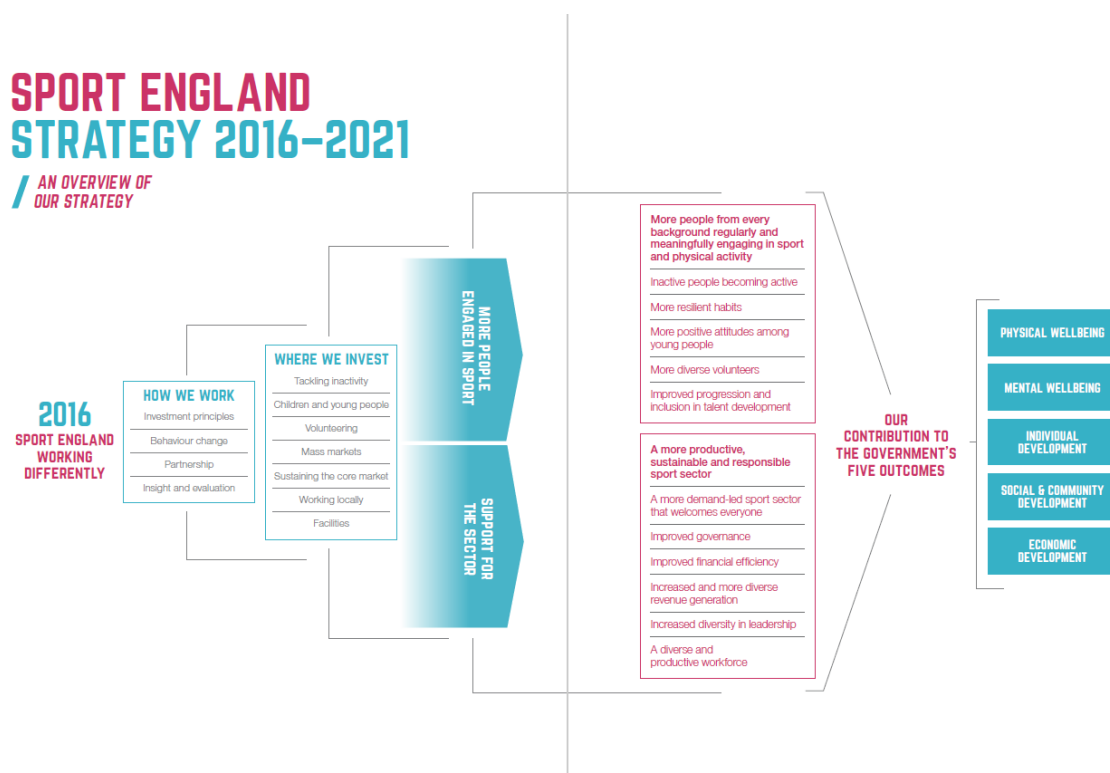 SPORT ENGLAND
STRATEGY 2016–2021
/ AN OVERVIEW OF
OUR STRATEGY
2016
SPORT ENGLAND
WORKING
DIFFERENTLY
HOW WE WORK
Investment principles
Behaviour change
Partnership
Insight and evaluation
WHERE WE INVEST
Tackling inactivity
Children and young people
Volunteering
Mass markets
Sustaining the core market
Working locally
Facilities
MORE PEOPLE
ENGAGED IN SPORT
SUPPORT FOR
THE SECTOR
More people from every
background regularly and
meaningfully engaging in sport
and physical activity
Inactive people becoming active
More resilient habits
More positive attitudes among
young people
More diverse volunteers
Improved progression and
inclusion in talent development
A more productive,
sustainable and responsible
sport sector
A more demand-led sport sector
that welcomes everyone
Improved governance
Improved financial efficiency
Increased and more diverse
revenue generation
Increased diversity in leadership
A diverse and
productive workforce
OUR
CONTRIBUTION TO
THE GOVERNMENT'S
FIVE OUTCOMES
PHYSICAL WELLBEING
MENTAL WELLBEING
INDIVIDUAL
DEVELOPMENT
SOCIAL & COMMUNITY
DEVELOPMENT
ECONOMIC
DEVELOPMENT